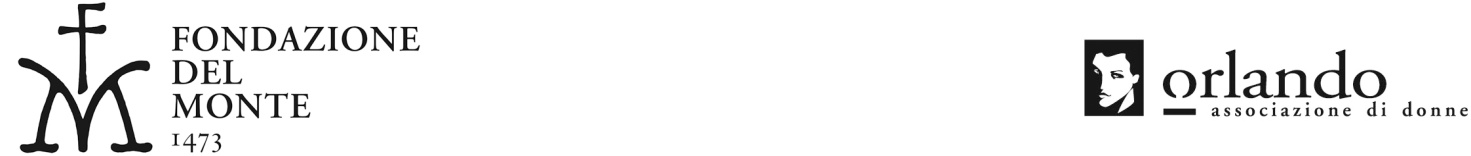 FONDAZIONE
DEL
MONTE
1473
orlando
associazione di donne